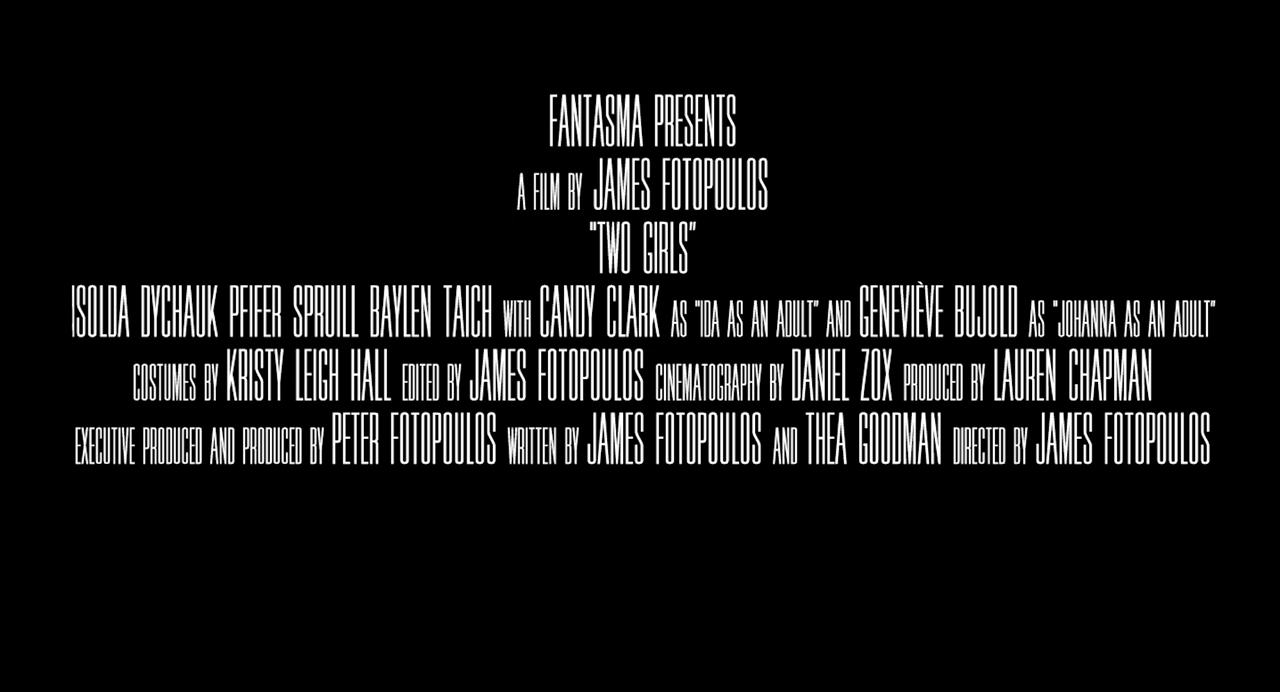 FANTASMA PRESENTS
A FILM BY JAMES FOTOPOULOS
"TWO GIRLS"
ISOLDA DYCHAUK PFIFER SPRUILL BAYLEN TAICH WITH CANDY CLARK AS "IDA AS AN ADULT" AND GENEVIÈVE BUJOLD AS "JOHANNA AS AN ADULT"
COSTUMES BY KRISTY LEIGH HALL EDITED BY JAMES FOTOPOULOS CINEMATOGRAPHY BY DANIEL ZOX PRODUCED BY LAUREN CHAPMAN
EXECUTIVE PRODUCED AND PRODUCED BY PETER FOTOPOULOS WRITTEN BY JAMES FOTOPOULOS AND THEA GOODMAN DIRECTED BY JAMES FOTOPOULOS